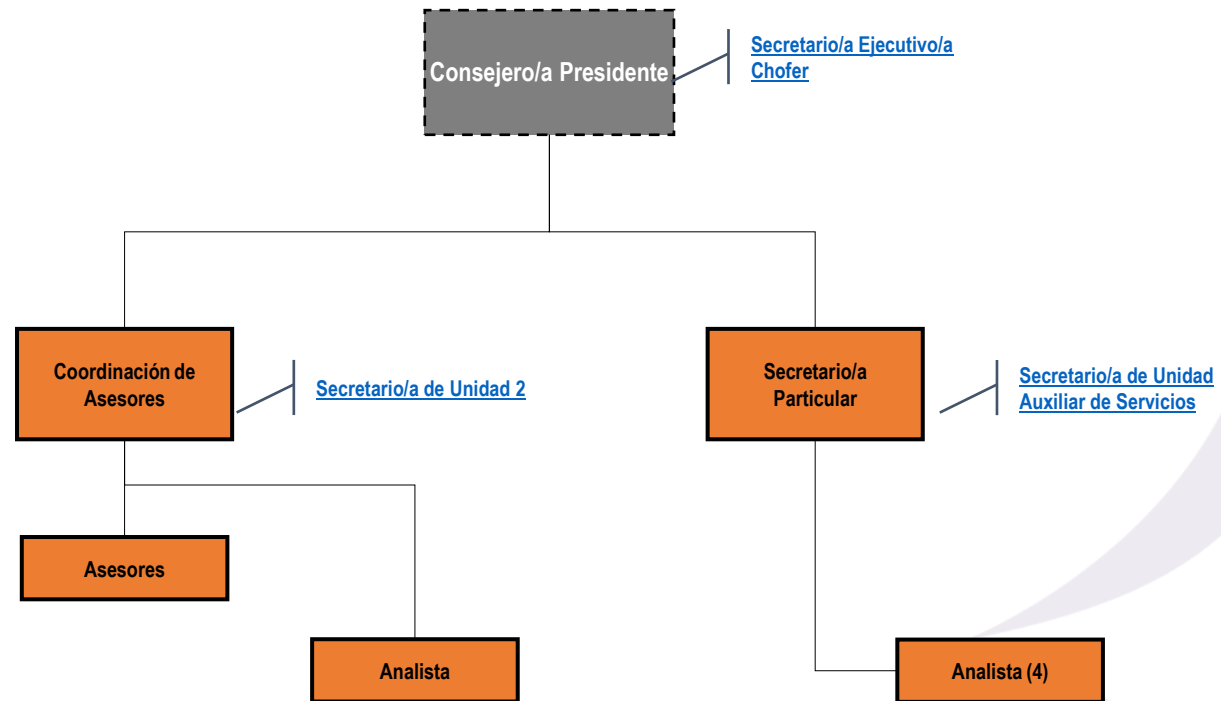 Consejero/a Presidente
Secretario/a Ejecutivo/a
Chofer
Coordinación de
Asesores
Secretario/a de Unidad 2
Secretario/a
Particular
Secretario/a de Unidad
Auxiliar de Servicios
Asesores
Analista
Analista (4)